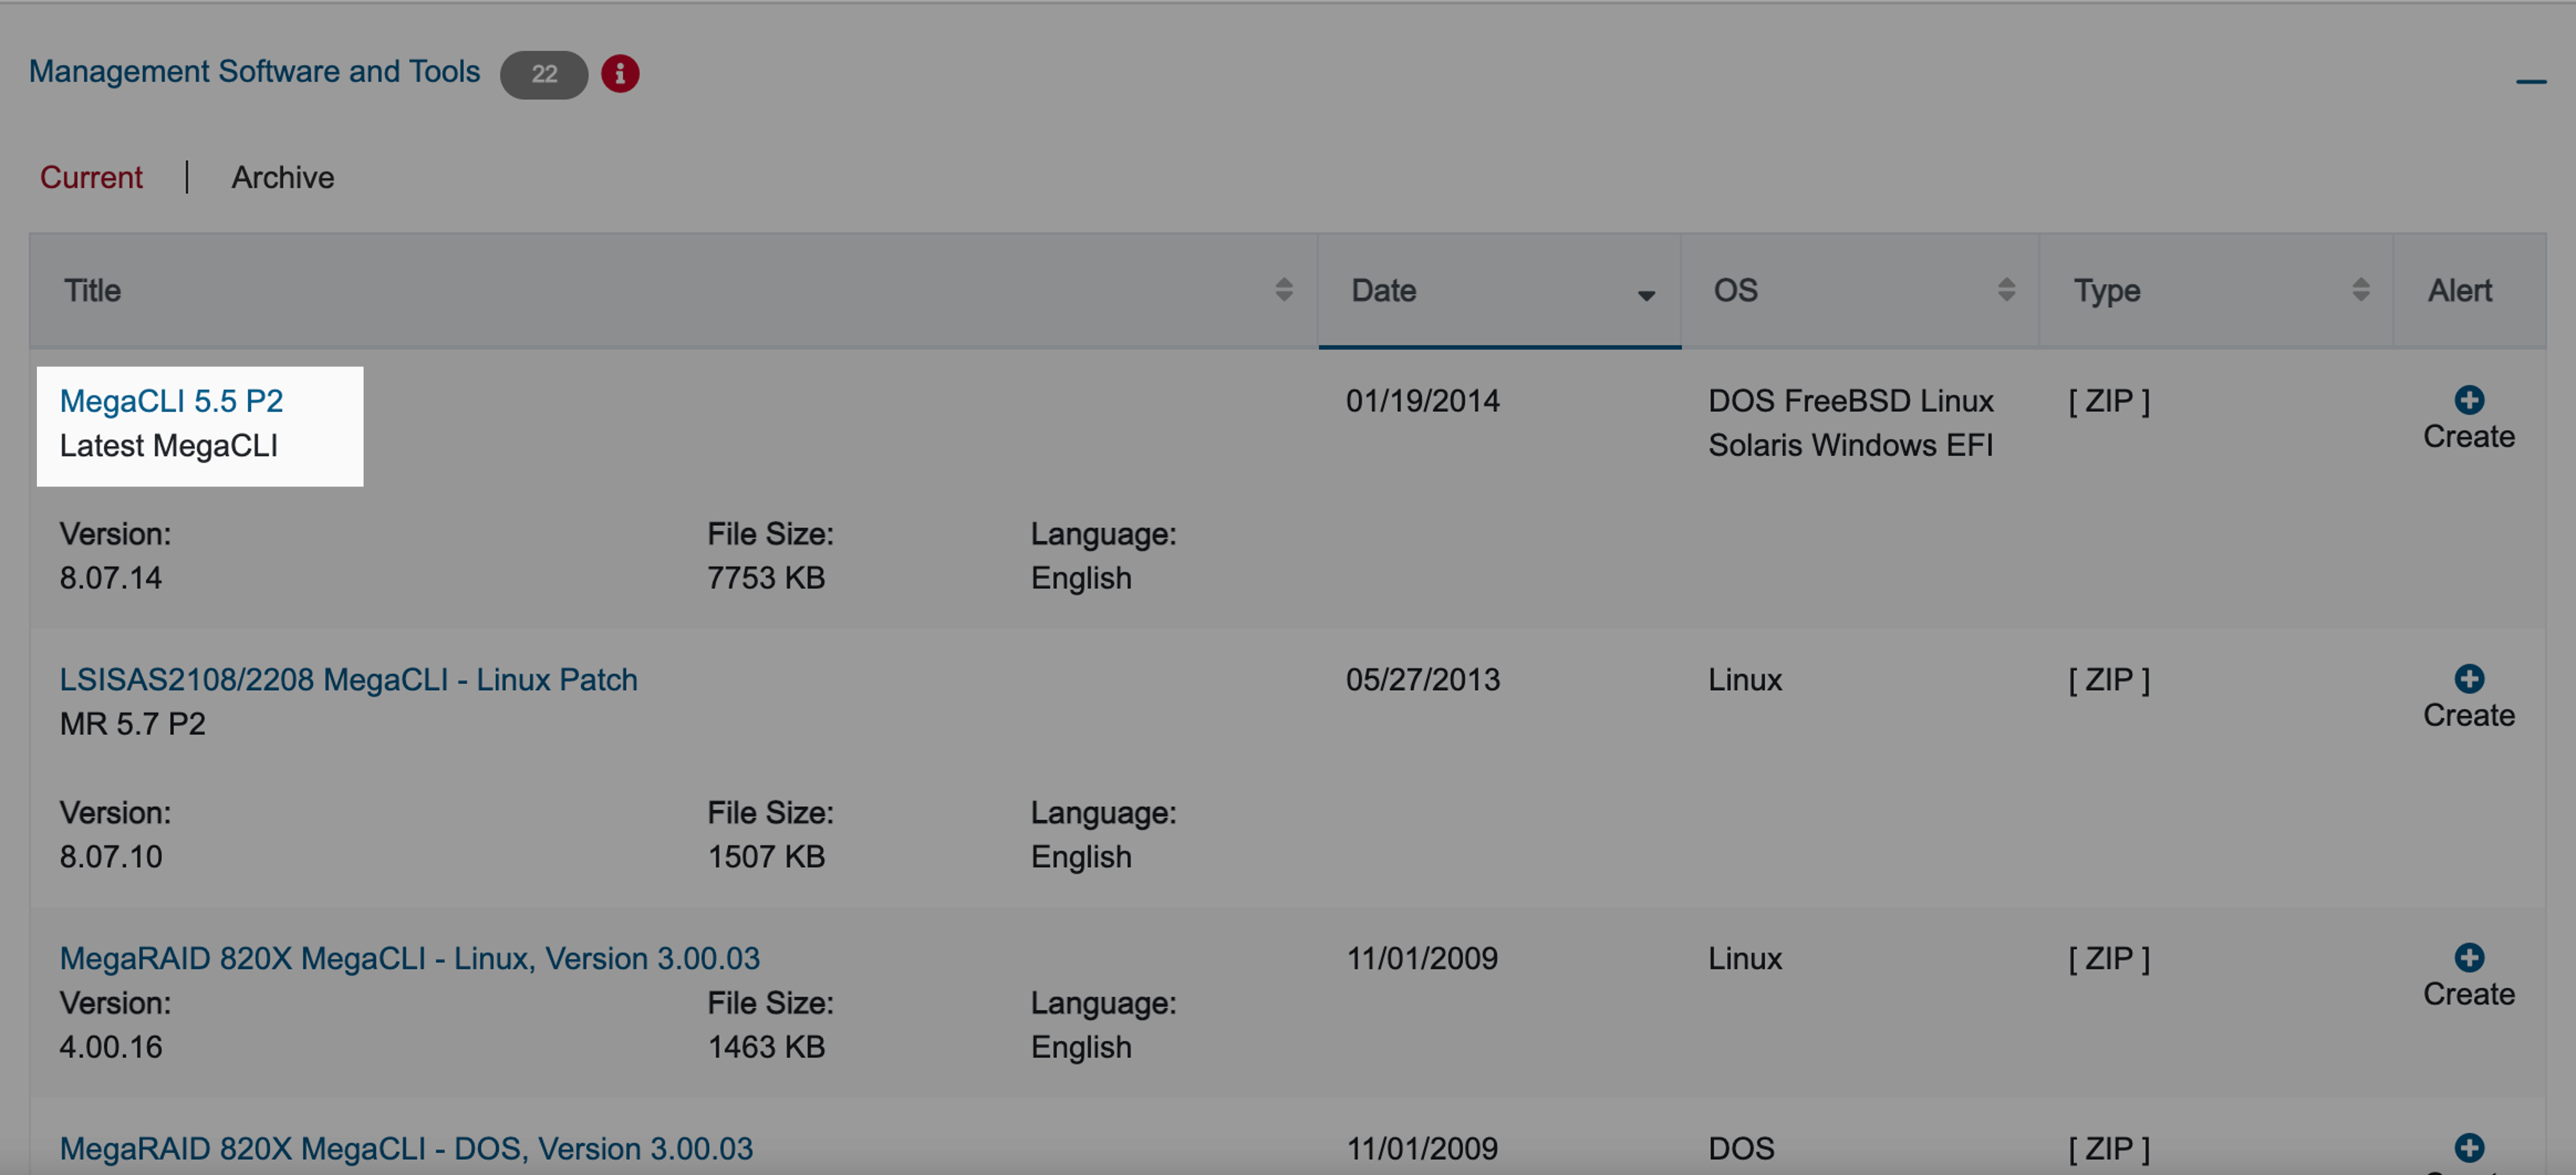 Management Software and Tools 22
Current | Archive
Title Date OS Type Alert
MegaCLI 5.5 P2 01/19/2014 DOS FreeBSD Linux [ ZIP ]
Latest MegaCLI Solaris Windows EFI Create
Version: File Size: Language:
8.07.14 7753 KB English
LSISAS2108/2208 MegaCLI - Linux Patch 05/27/2013 Linux [ ZIP ]
MR 5.7 P2 Create
Version: File Size: Language:
8.07.10 1507 KB English
MegaRAID 820X MegaCLI - Linux, Version 3.00.03 11/01/2009 Linux [ ZIP ]
Version: File Size: Language: Create
4.00.16 1463 KB English
MegaRAID 820X MegaCLI - DOS, Version 3.00.03 11/01/2009 DOS [ ZIP ]